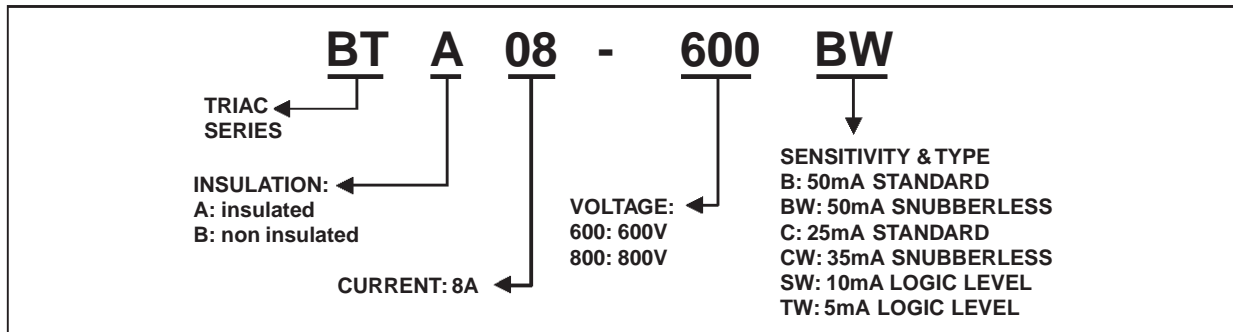 BT A 08 - 600 BW
TRIAC
SERIES
INSULATION:
A: insulated
B: non insulated
CURRENT: 8A
VOLTAGE:
600: 600V
800: 800V
SENSITIVITY & TYPE
B: 50mA STANDARD
BW: 50mA SNUBBERLESS
C: 25mA STANDARD
CW: 35mA SNUBBERLESS
SW: 10mA LOGIC LEVEL
TW: 5mA LOGIC LEVEL